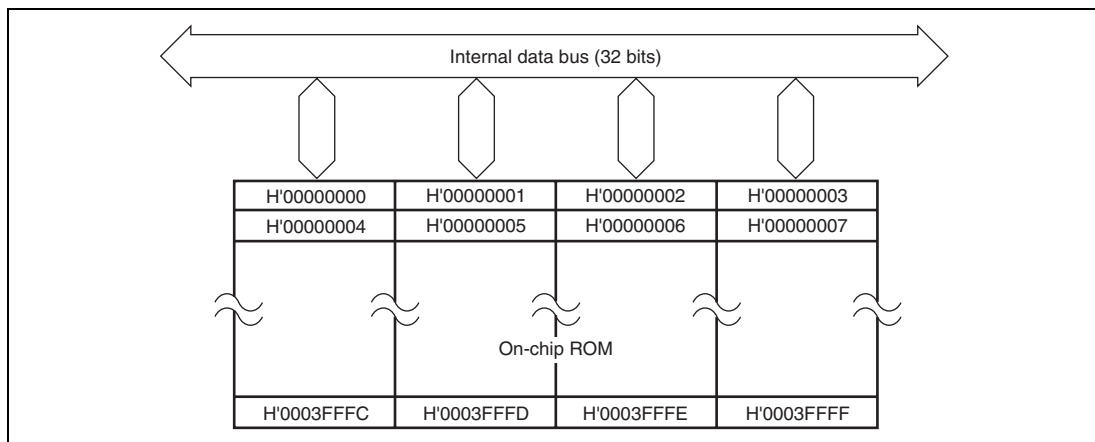 Internal data bus (32 bits)
H'00000000 H'00000001 H'00000002 H'00000003
H'00000004 H'00000005 H'00000006 H'00000007
On-chip ROM
H'0003FFFC H'0003FFFD H'0003FFFE H'0003FFFF